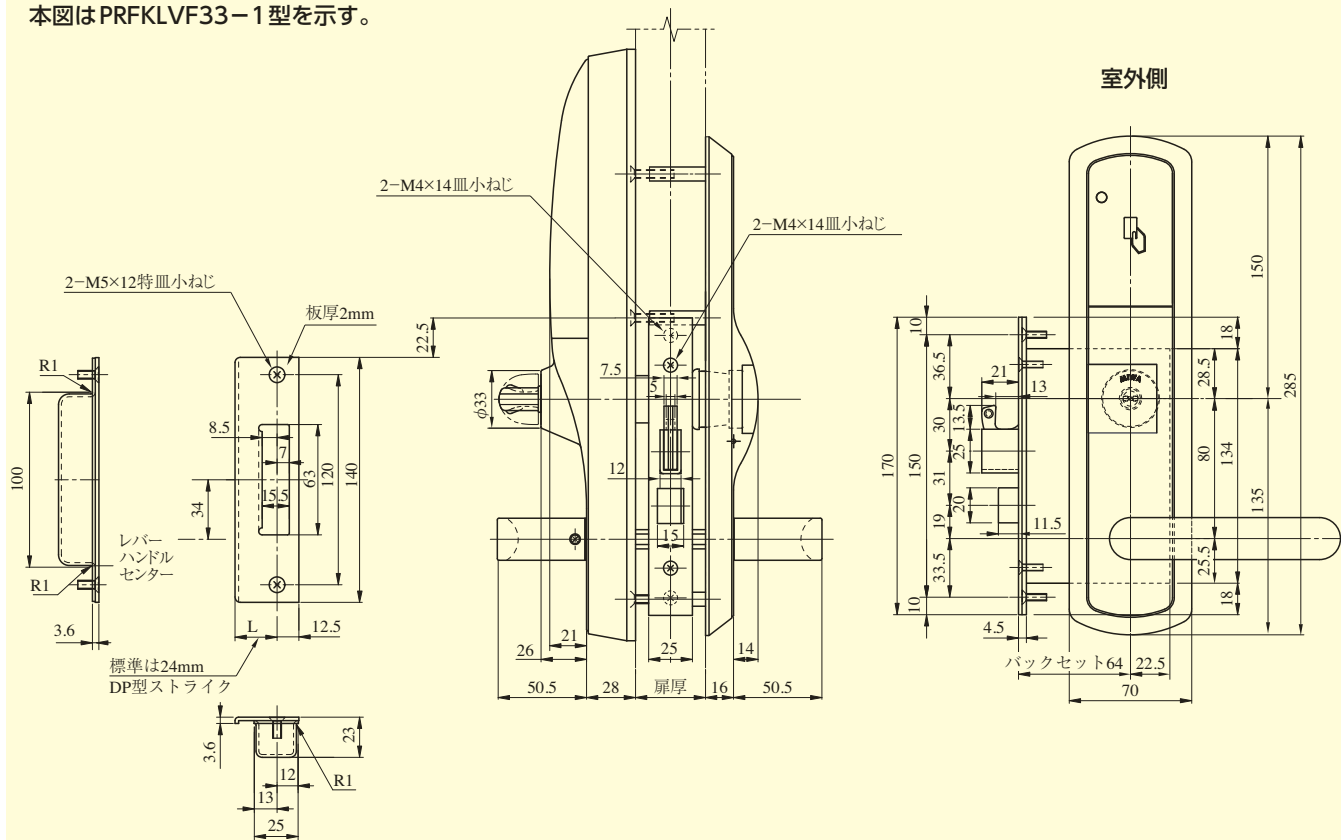 本図はPRFKLVF33−1型を示す。
室外側
2−M4×14皿小ねじ
2−M4×14皿小ねじ
2−M5×12特皿小ねじ
板厚2mm
R1
100
R1
3.6
レバー
ハンドル
センター
8.5
7
15.5
34
63
120
140
L
12.5
標準は24mm
DP型ストライク
3.6
23
12
R1
13
25
22.5
φ33
7.5
5
12
15
21
26
25
14
50.5
28
扉厚
16
50.5
MIWA
150
285
135
18
28.5
80
134
25.5
18
10
36.5
30
31
19
33.5
10
170
150
21
13
13.5
25
20
11.5
4.5
バックセット64
22.5
70